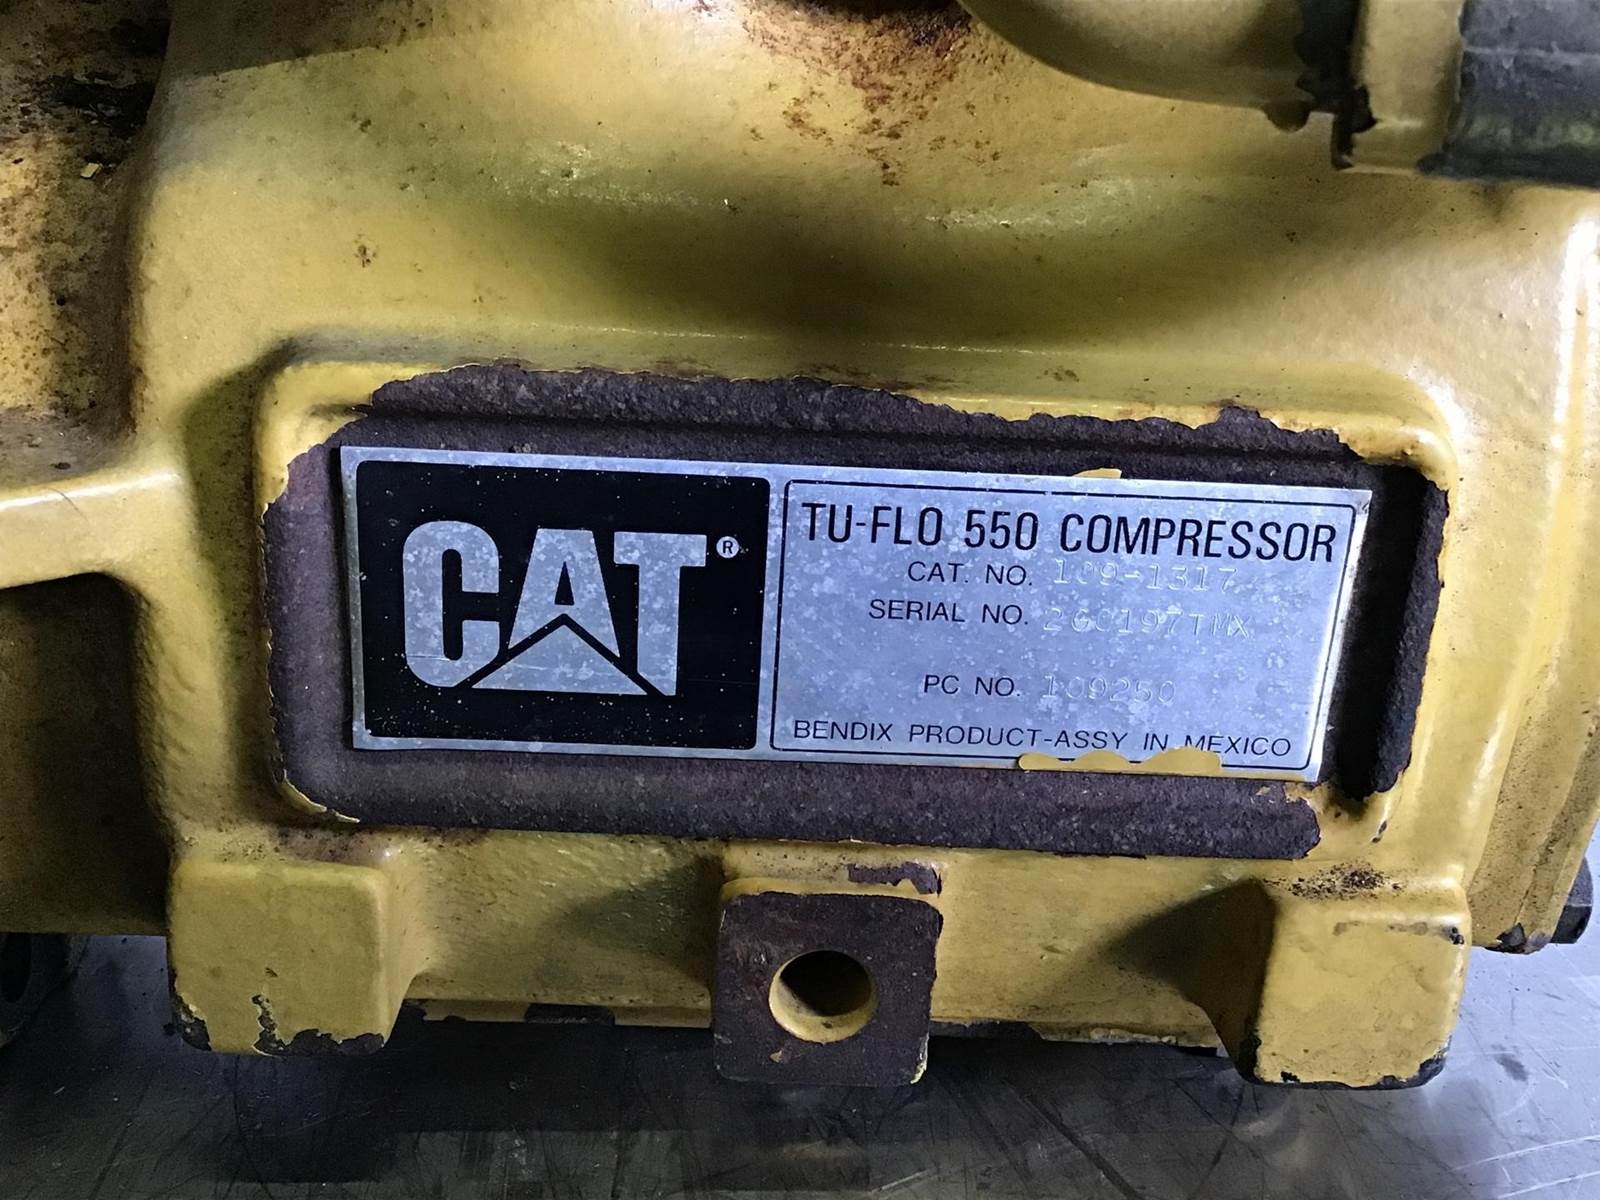 CAT®
TU-FLO 550 COMPRESSOR
CAT. NO. 109-1317
SERIAL NO.
PC NO. 109250
BENDIX PRODUCT-ASSY IN MEXICO